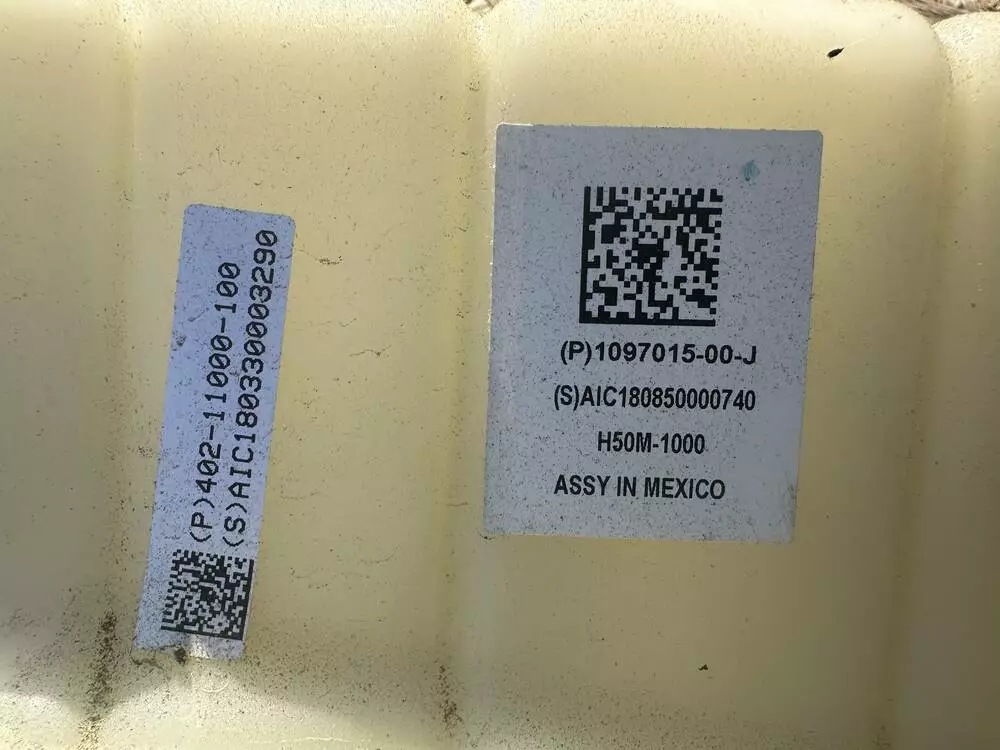 (P)402-11000-100
(S)AIC180330003290
(P)1097015-00-J
(S)AIC180850000740
H50M-1000
ASSY IN MEXICO